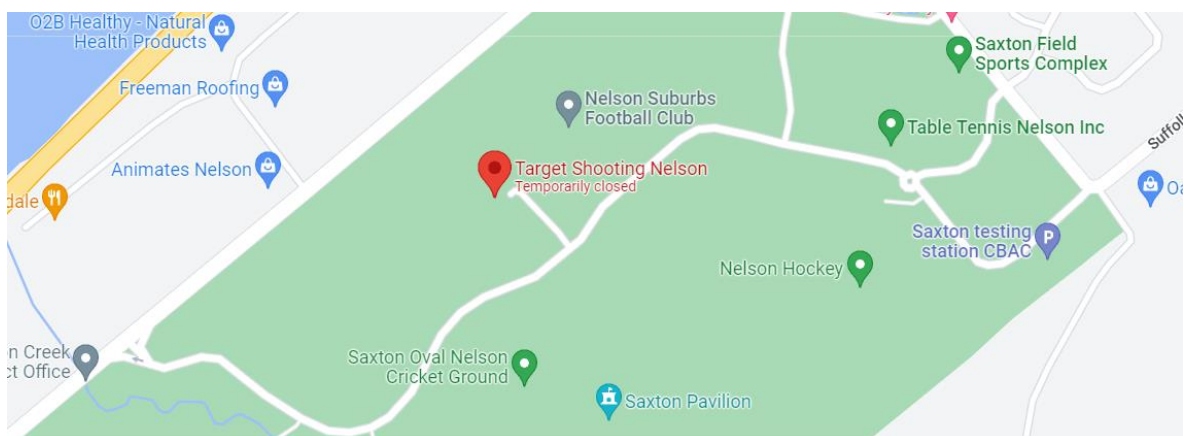 O2B Healthy - Natural
Health Products
Saxton Field
Sports Complex
Freeman Roofing
Nelson Suburbs
Football Club
Table Tennis Nelson Inc
Animates Nelson
Target Shooting Nelson
Temporarily closed
dale
Saxton testing
station CBAC
P
Nelson Hockey
Creek
Office
Saxton Oval Nelson
Cricket Ground
Saxton Pavilion